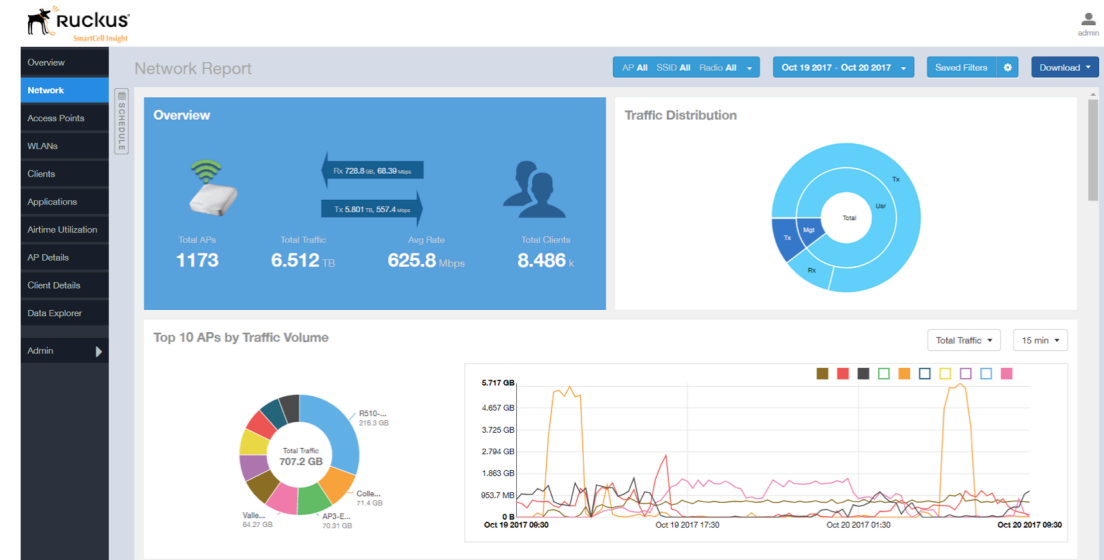 RUCKUS
SmartCell Insight
admin
Overview
Network
Access Points
WLANs
Clients
Applications
Airtime Utilization
AP Details
Client Details
Data Explorer
Admin
SCHEDULE
Network Report
AP All SSID All Radio All
Oct 19 2017 - Oct 20 2017
Saved Filters
Download
Overview
Rx 728.8 GB, 68.39 Mbps
Tx 5.801 TB, 557.4 Mbps
Total APs
Total Traffic
Avg Rate
Total Clients
1173
6.512 TB
625.8 Mbps
8.486 k
Traffic Distribution
Tx
Usr
Total
Mgt
Tx
Rx
Top 10 APs by Traffic Volume
Total Traffic
15 min
R510-...
216.3 GB
Total Traffic
707.2 GB
Colle...
71.4 GB
AP3-E...
70.31 GB
Valle...
64.27 GB
5.717 GB
4.657 GB
3.725 GB
2.794 GB
1.863 GB
953.7 MB
0 B
Oct 19 2017 09:30
Oct 19 2017 17:30
Oct 20 2017 01:30
Oct 20 2017 09:30